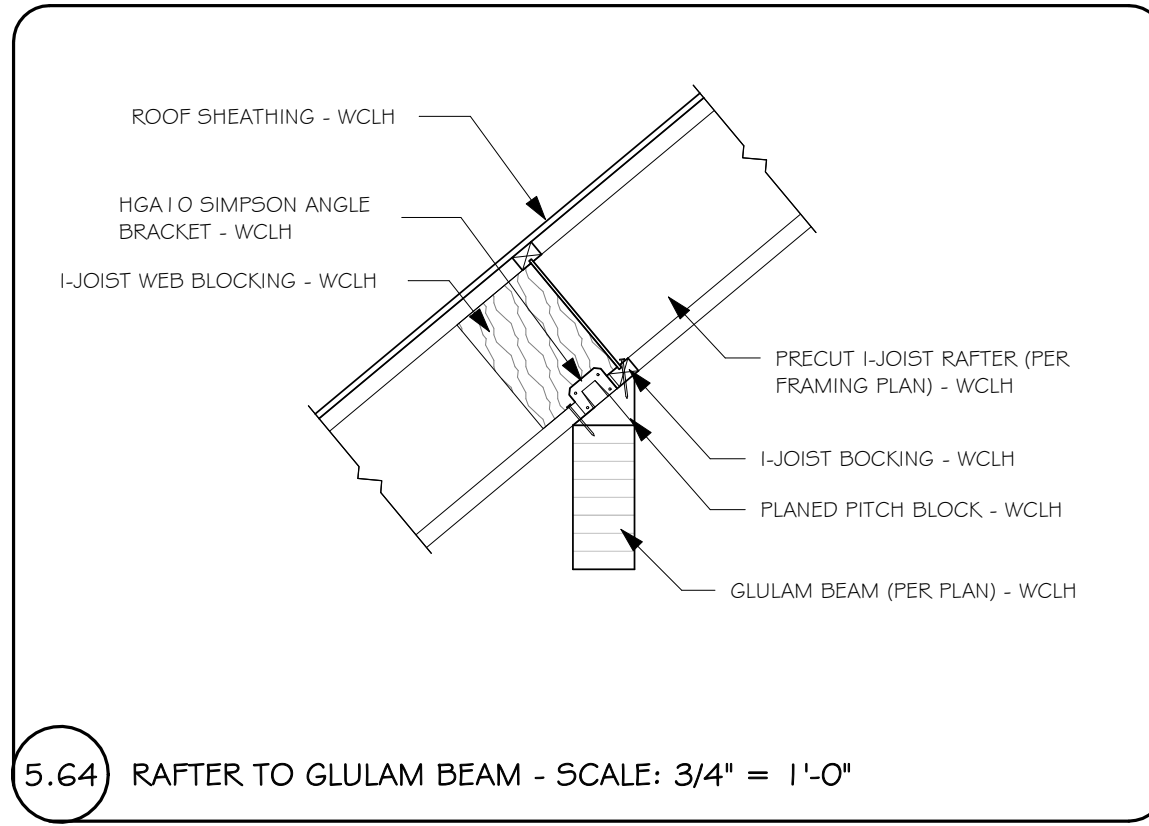 ROOF SHEATHING - WCLH
HGA10 SIMPSON ANGLE
BRACKET - WCLH
I-JOIST WEB BLOCKING - WCLH
PRECUT I-JOIST RAFTER (PER
FRAMING PLAN) - WCLH
I-JOIST BOCKING - WCLH
PLANED PITCH BLOCK - WCLH
GLULAM BEAM (PER PLAN) - WCLH
5.64 RAFTER TO GLULAM BEAM - SCALE: 3/4" = 1'-0"